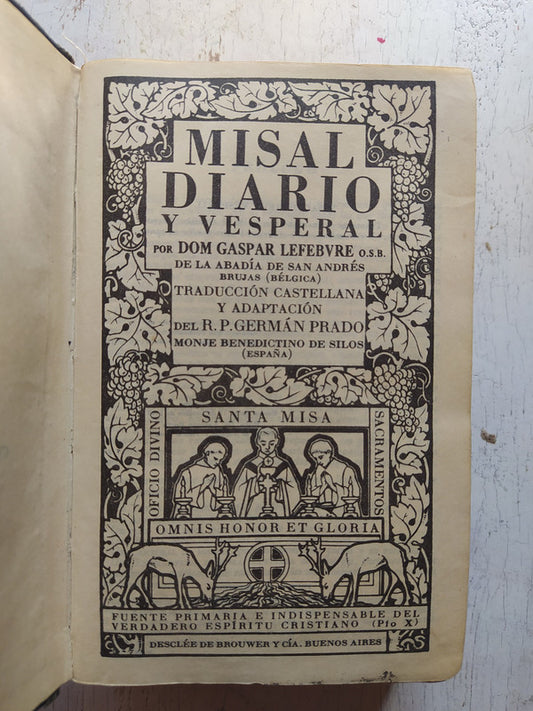 MISAL
DIARIO
Y VESPERAL
POR DOM GASPAR LEFEBVRE O.S.B.
DE LA ABADÍA DE SAN ANDRÉS
BRUJAS (BÉLGICA)
TRADUCCIÓN CASTELLANA
Y ADAPTACIÓN
DEL R.P. GERMÁN PRADO
MONJE BENEDICTINO DE SILOS
(ESPAÑA)
SANTA MISA
OFICIO DIVINO
SACRAMENTOS
OMNIS HONOR ET GLORIA
FUENTE PRIMARIA E INDISPENSABLE DEL
VERDADERO ESPÍRITU CRISTIANO (PIO X)
DESCLÉE DE BROUWER Y CÍA. BUENOS AIRES